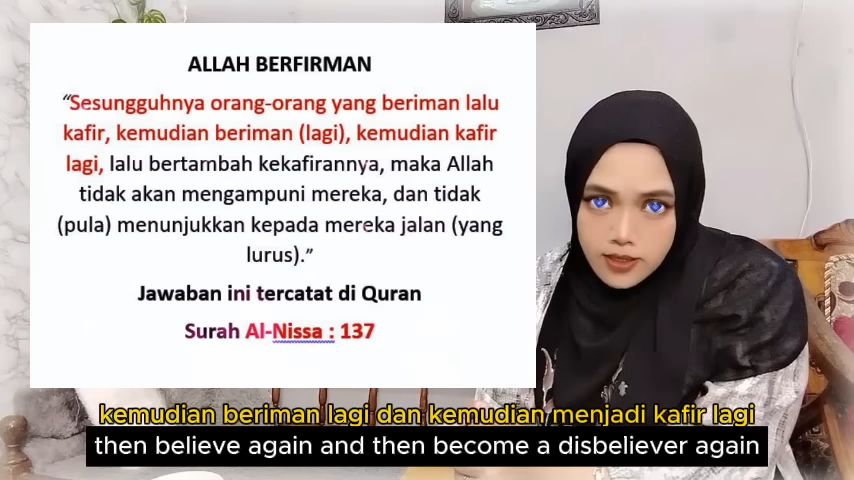 ALLAH BERFIRMAN
“Sesungguhnya orang-orang yang beriman lalu
kafir, kemudian beriman (lagi), kemudian kafir
lagi, lalu bertambah kekafirannya, maka Allah
tidak akan mengampuni mereka, dan tidak
(pula) menunjukkan kepada mereka jalan (yang
lurus).”
Jawaban ini tercatat di Quran
Surah Al-Nissa : 137
kemudian beriman lagi dan kemudian menjadi kafir lagi
then believe again and then become a disbeliever again